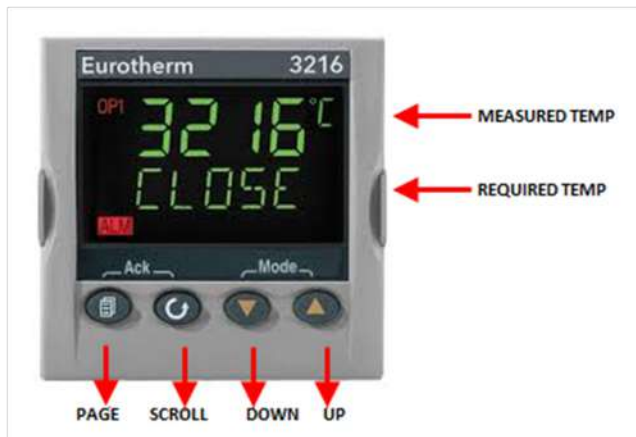 Eurotherm 3216
OP1 3216 °C
MEASURED TEMP
CLOSE
REQUIRED TEMP
ALM
Ack Mode
PAGE SCROLL DOWN UP